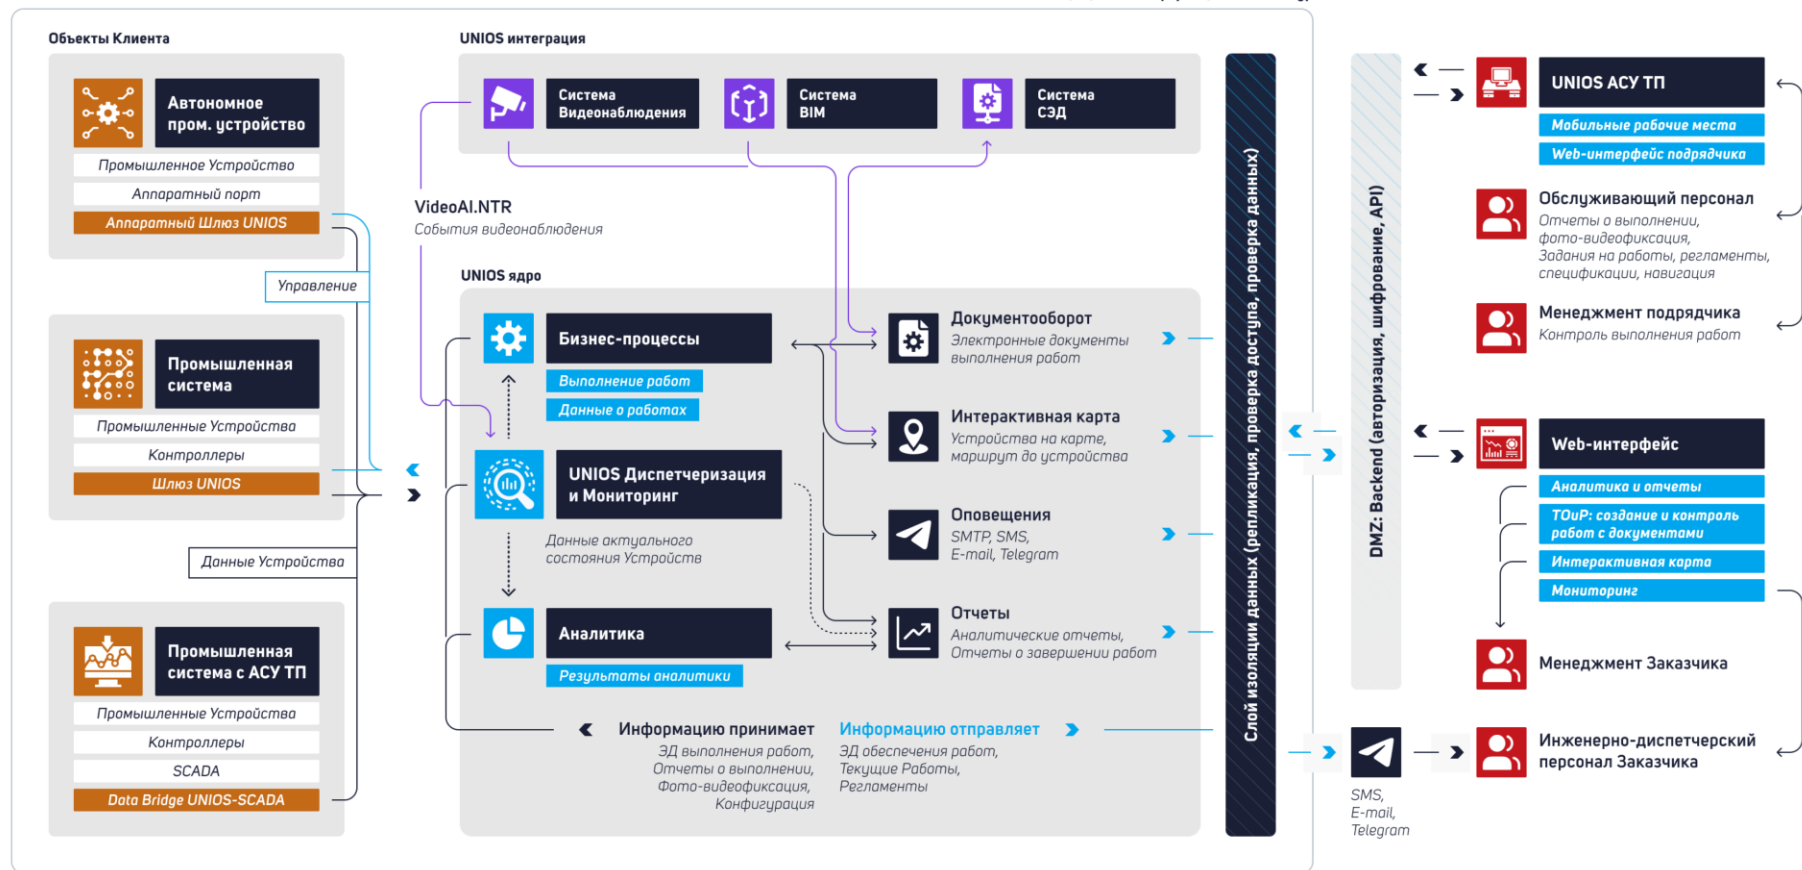 Объекты Клиента
Автономное
пром. устройство
Промышленное Устройство
Аппаратный порт
Аппаратный Шлюз UNIOS
Управление
Промышленная
система
Промышленные Устройства
Контроллеры
Шлюз UNIOS
Данные Устройства
Промышленная
система с АСУ ТП
Промышленные Устройства
Контроллеры
SCADA
Data Bridge UNIOS-SCADA
UNIOS интеграция
Система
Видеонаблюдения
Система
BIM
Система
СЭД
VideoAI.NTR
События видеонаблюдения
UNIOS ядро
Бизнес-процессы
Выполнение работ
Данные о работах
UNIOS Диспетчеризация
и Мониторинг
Данные актуального
состояния Устройств
Аналитика
Результаты аналитики
Документооборот
Электронные документы
выполнения работ
Интерактивная карта
Устройства на карте,
маршрут до устройства
Оповещения
SMTP, SMS,
E-mail, Telegram
Отчеты
Аналитические отчеты,
Отчеты о завершении работ
Информацию принимает
ЭД выполнения работ,
Отчеты о выполнении,
Фото-видеофиксация,
Конфигурация
Информацию отправляет
ЭД обеспечения работ,
Текущие Работы,
Регламенты
Слой изоляции данных (репликация, проверка доступа, проверка данных)
DMZ: Backend (авторизация, шифрование, API)
UNIOS АСУ ТП
Мобильные рабочие места
Web-интерфейс подрядчика
Обслуживающий персонал
Отчеты о выполнении,
фото-видеофиксация,
Задания на работы, регламенты,
спецификации, навигация
Менеджмент подрядчика
Контроль выполнения работ
Web-интерфейс
Аналитика и отчеты
ТОиР: создание и контроль
работ с документами
Интерактивная карта
Мониторинг
Менеджмент Заказчика
Инженерно-диспетчерский
персонал Заказчика
SMS,
E-mail,
Telegram